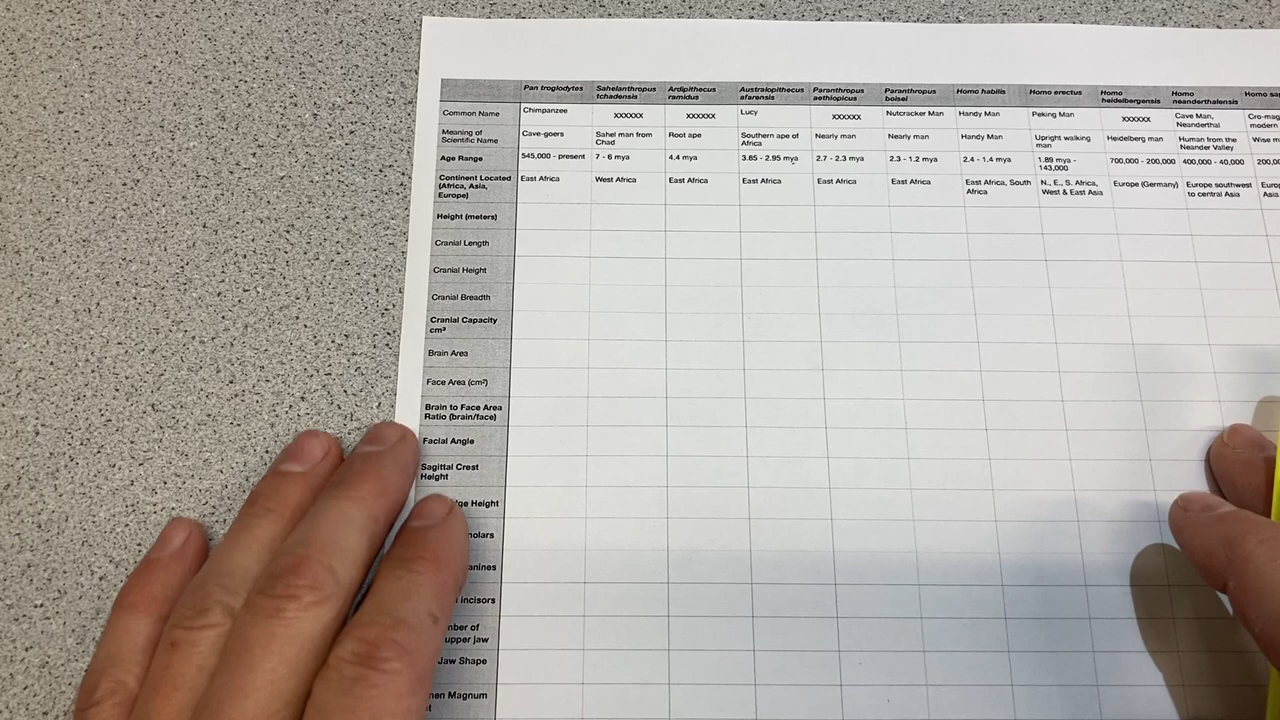 Pan troglodytes Sahelanthropus tchadensis Ardipithecus ramidus Australopithecus afarensis Paranthropus aethiopicus Paranthropus boisei Homo habilis Homo erectus Homo heidelbergensis Homo neanderthalensis Homo
Common Name Chimpanzee XXXXXX XXXXXX Lucy XXXXXX Nutcracker Man Handy Man Peking Man XXXXXX Cave Man, Neanderthal
Meaning of Scientific Name Cave-goers Sahel man from Chad Root ape Southern ape of Africa Nearly man Nearly man Handy Man Upright walking man Heidelberg man Human from the Neander Valley Wise
Age Range 545,000 - present 7 - 6 mya 4.4 mya 3.85 - 2.95 mya 2.7 - 2.3 mya 2.3 - 1.2 mya 2.4 - 1.4 mya 1.89 mya - 143,000 700,000 - 200,000 400,000 - 40,000
Continent Located (Africa, Asia, Europe) East Africa West Africa East Africa East Africa East Africa East Africa East Africa, South Africa N., E., S. Africa, West & East Asia Europe (Germany) Europe southwest to central Asia
Height (meters)
Cranial Length
Cranial Height
Cranial Breadth
Cranial Capacity cm³
Brain Area
Face Area (cm²)
Brain to Face Area Ratio (brain/face)
Facial Angle
Sagittal Crest Height
Height
Incisors
upper jaw
Jaw Shape
Magnum